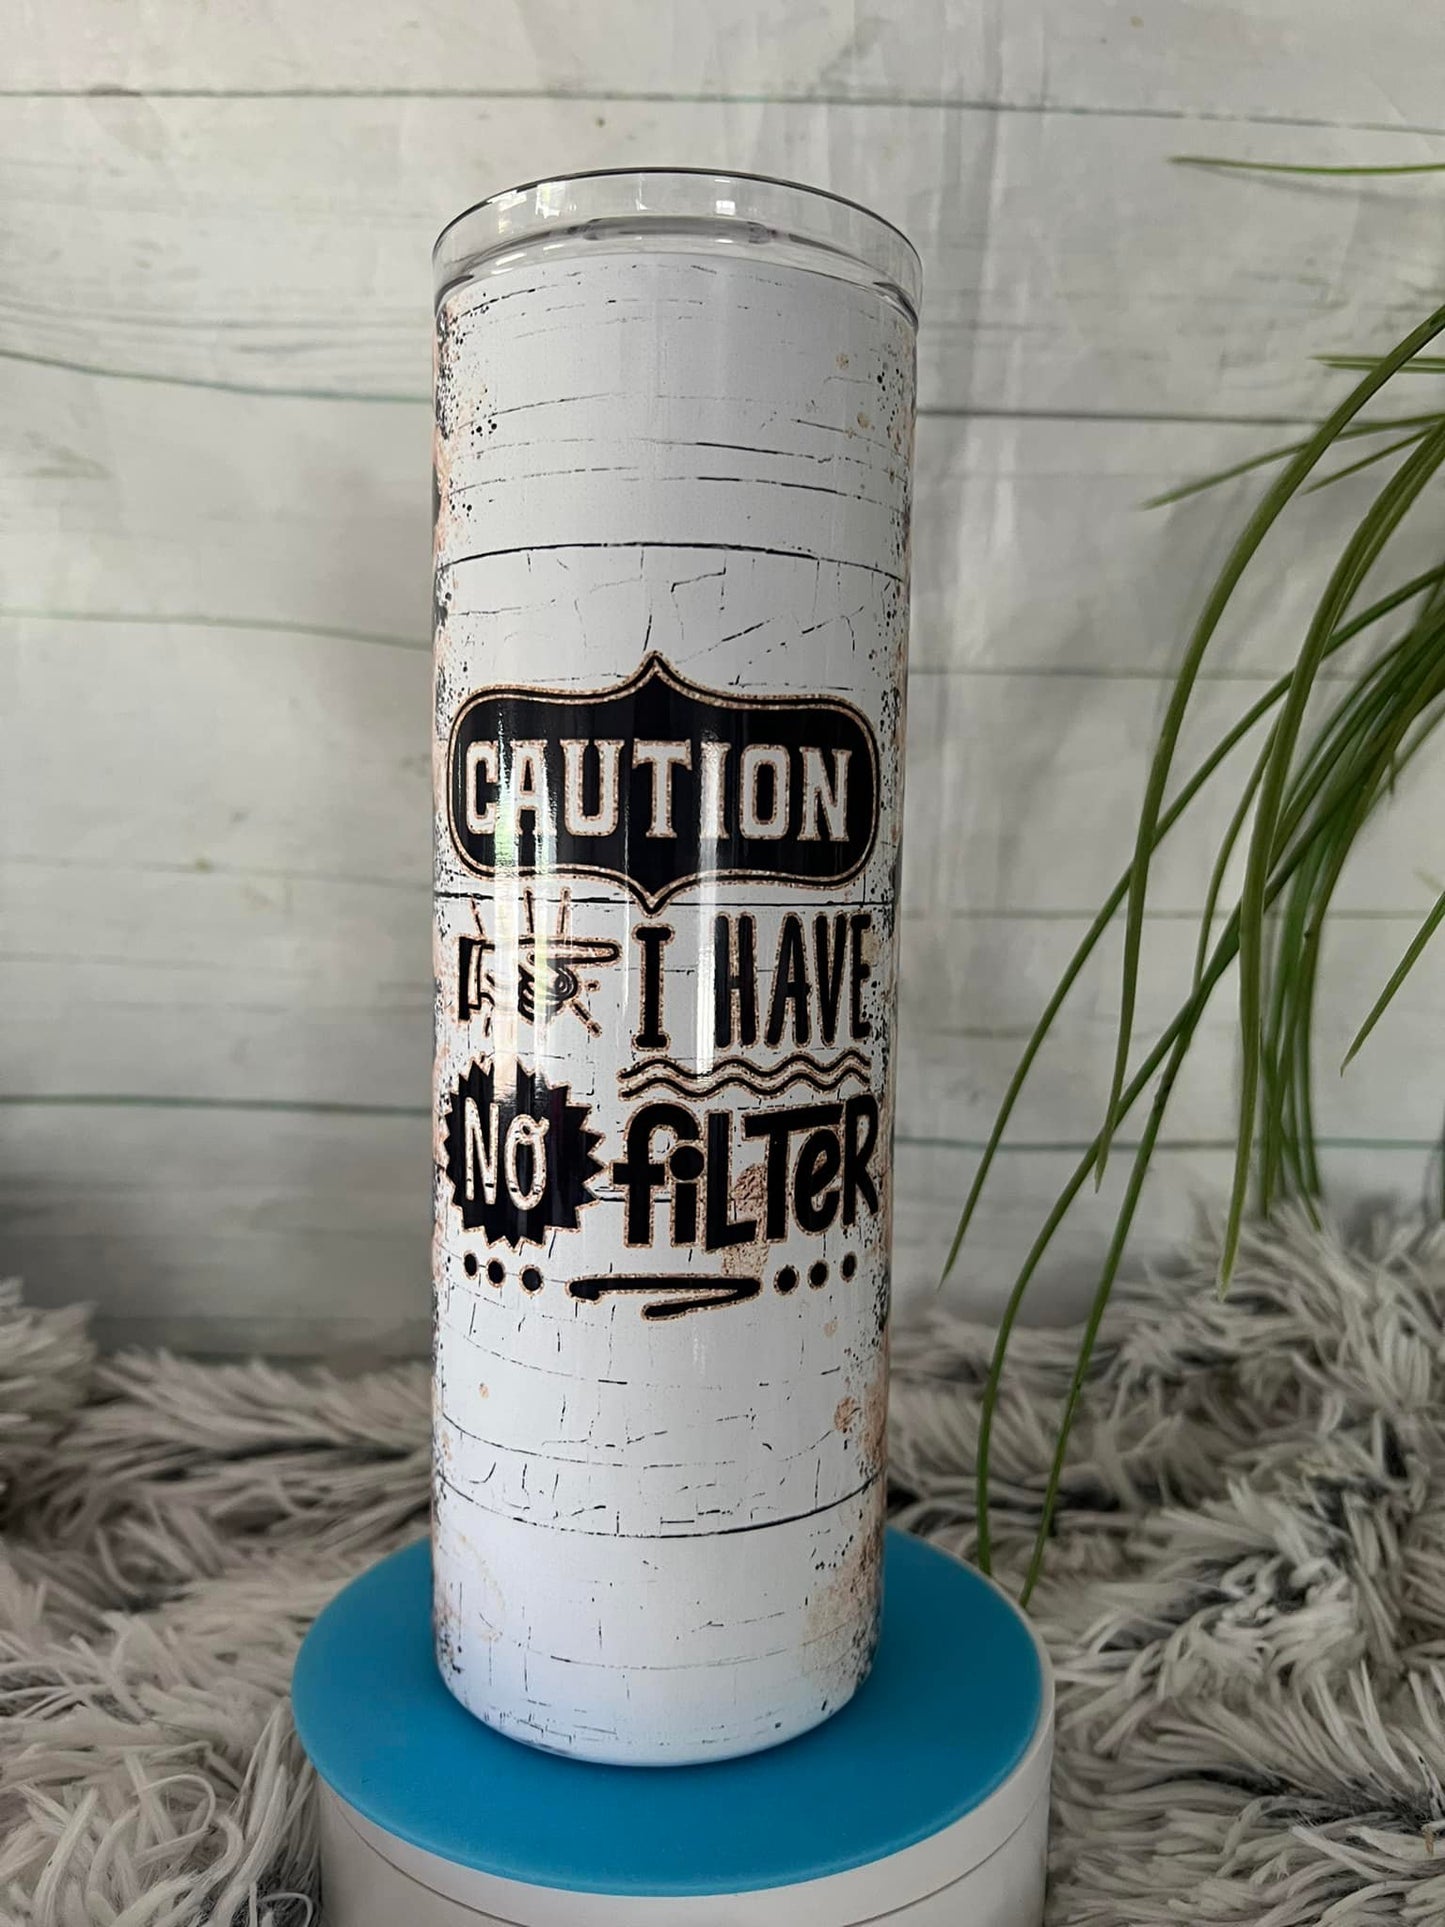 CAUTION
I HAVE
NO FiLTeR